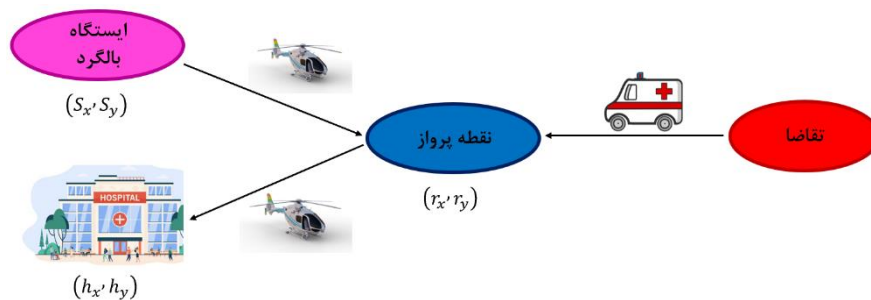 ایستگاه
بالگرد
(S_x, S_y)
نقطه پرواز
(r_x, r_y)
تقاضا
HOSPITAL
(h_x, h_y)